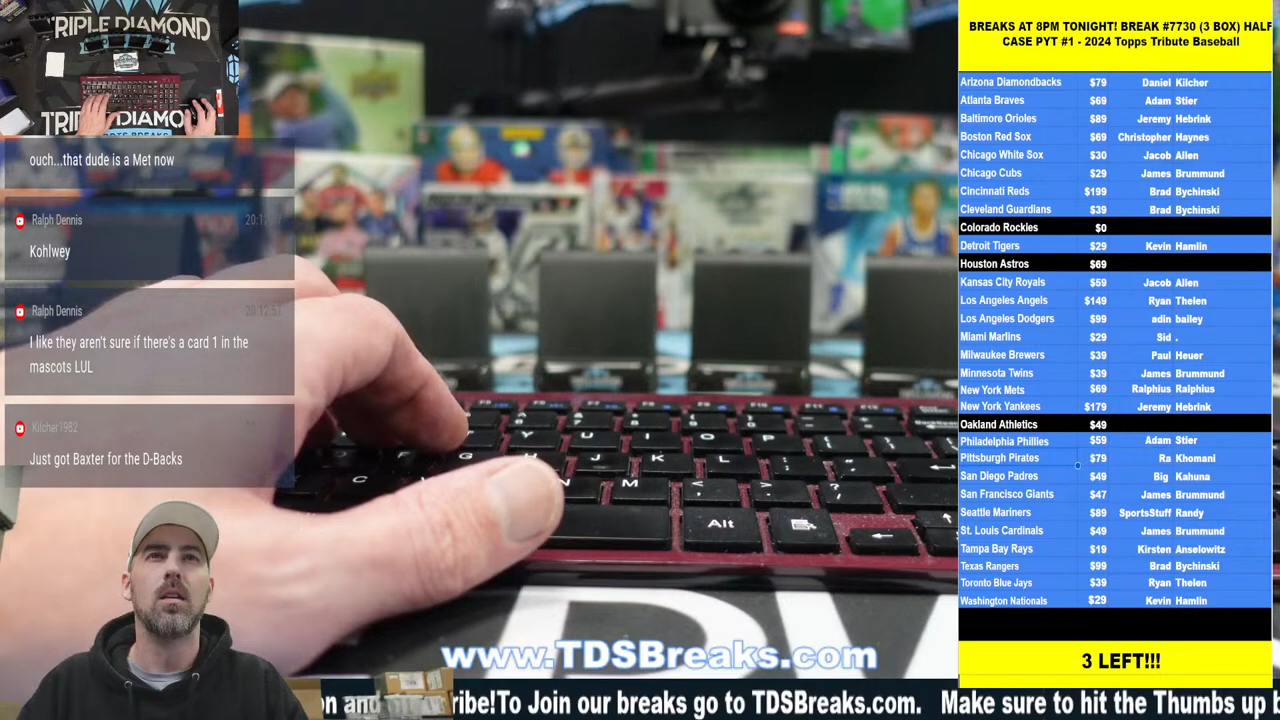 TRIPLE DIAMOND
TRIPLE DIAMO
SPORTS BREAKS
ouch...that dude is a Met now
Ralph Dennis
Kohlwey
Ralph Dennis 20:12:51
I like they aren't sure if there's a card 1 in the
mascots LUL
Kilcher1982
Just got Baxter for the D-Backs
BREAKS AT 8PM TONIGHT! BREAK #7730 (3 BOX) HALF
CASE PYT #1 - 2024 Topps Tribute Baseball
Arizona Diamondbacks $79 Daniel Kilcher
Atlanta Braves $69 Adam Stier
Baltimore Orioles $89 Jeremy Hebrink
Boston Red Sox $69 Christopher Haynes
Chicago White Sox $30 Jacob Allen
Chicago Cubs $29 James Brummund
Cincinnati Reds $199 Brad Bychinski
Cleveland Guardians $39 Brad Bychinski
Colorado Rockies $0
Detroit Tigers $29 Kevin Hamlin
Houston Astros $69
Kansas City Royals $59 Jacob Allen
Los Angeles Angels $149 Ryan Thelen
Los Angeles Dodgers $99 adin bailey
Miami Marlins $29 Sid .
Milwaukee Brewers $39 Paul Heuer
Minnesota Twins $39 James Brummund
New York Mets $69 Ralphius Ralphius
New York Yankees $179 Jeremy Hebrink
Oakland Athletics $49
Philadelphia Phillies $59 Adam Stier
Pittsburgh Pirates $79 Ra Khomani
San Diego Padres $49 Big Kahuna
San Francisco Giants $47 James Brummund
Seattle Mariners $89 SportsStuff Randy
St. Louis Cardinals $49 James Brummund
Tampa Bay Rays $19 Kirsten Anselowitz
Texas Rangers $99 Brad Bychinski
Toronto Blue Jays $39 Ryan Thelen
Washington Nationals $29 Kevin Hamlin
3 LEFT!!!
Alt
www.TDSBreaks.com
ribe!To Join our breaks go to TDSBreaks.com. Make sure to hit the Thumbs up